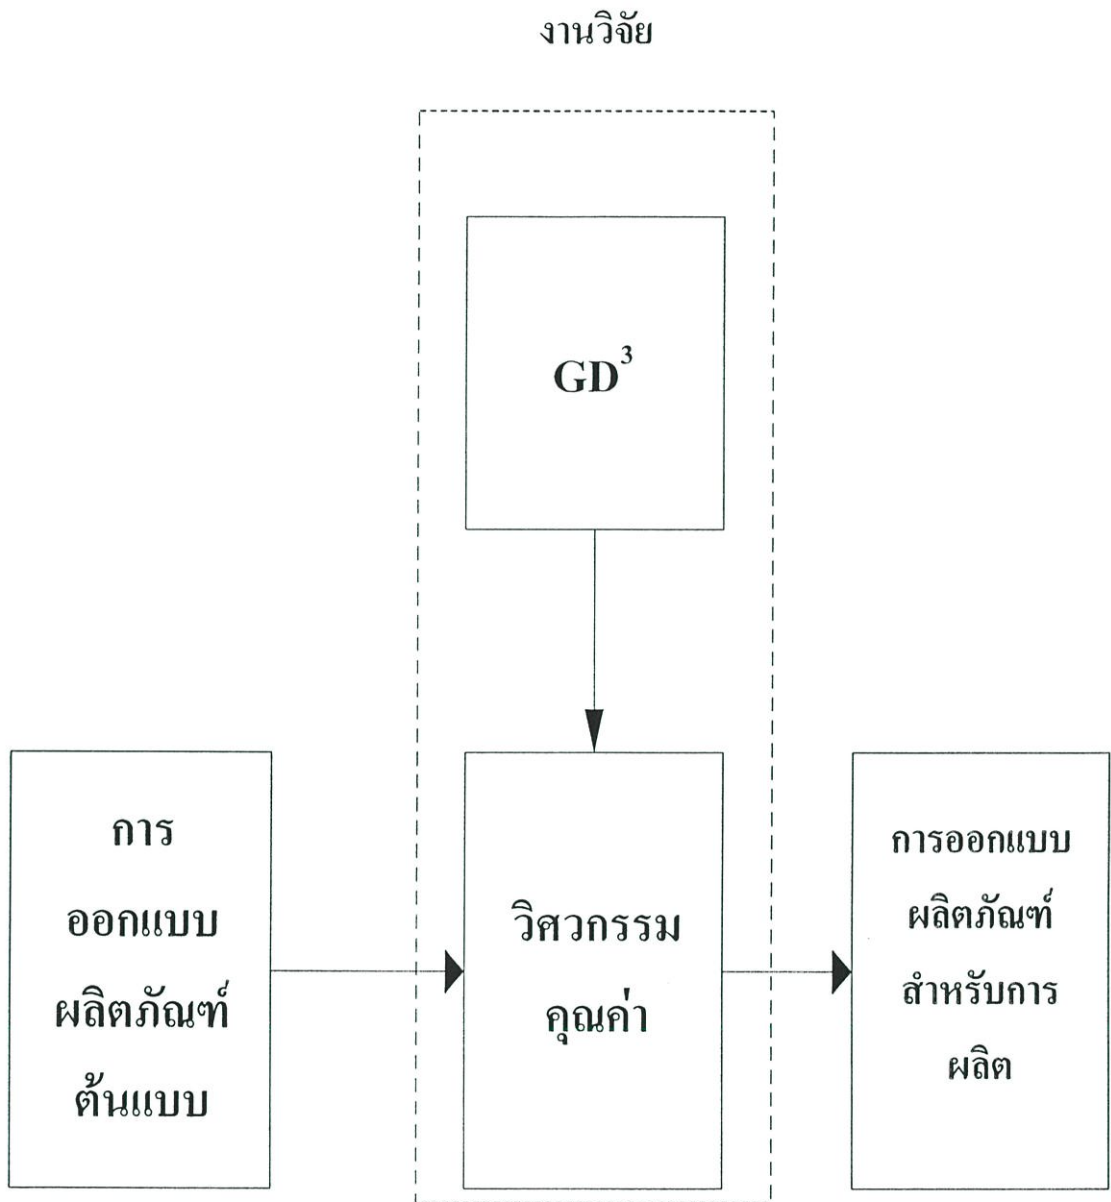 งานวิจัย
GD³
การ
ออกแบบ
ผลิตภัณฑ์
ต้นแบบ
วิศวกรรม
คุณค่า
การออกแบบ
ผลิตภัณฑ์
สำหรับการ
ผลิต